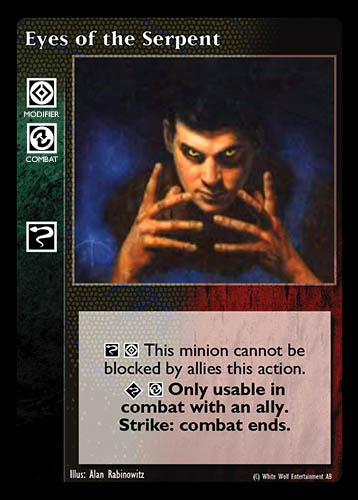 Eyes of the Serpent
MODIFIER
COMBAT
This minion cannot be
blocked by allies this action.
Only usable in
combat with an ally.
Strike: combat ends.
Illus: Alan Rabinowitz
(C) White Wolf Entertainment AB